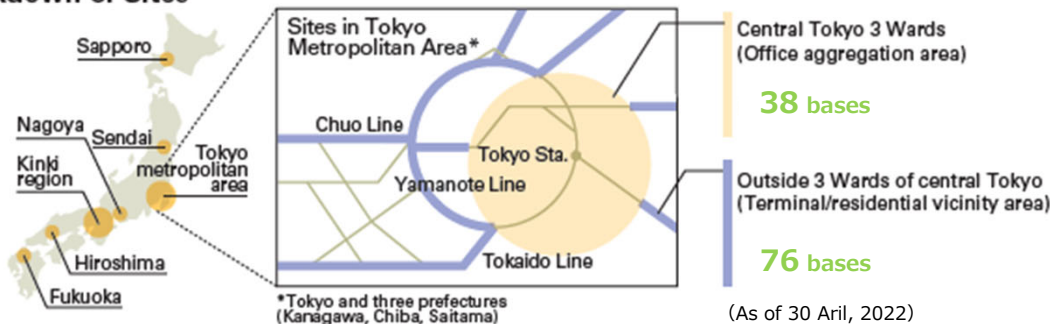 Sapporo
Nagoya
Sendai
Kinki
region
Tokyo
metropolitan
area
Hiroshima
Fukuoka
Sites in Tokyo
Metropolitan Area*
Chuo Line
Tokyo Sta.
Yamanote Line
Tokaido Line
*Tokyo and three prefectures
(Kanagawa, Chiba, Saitama)
Central Tokyo 3 Wards
(Office aggregation area)
38 bases
Outside 3 Wards of central Tokyo
(Terminal/residential vicinity area)
76 bases
(As of 30 Aril, 2022)